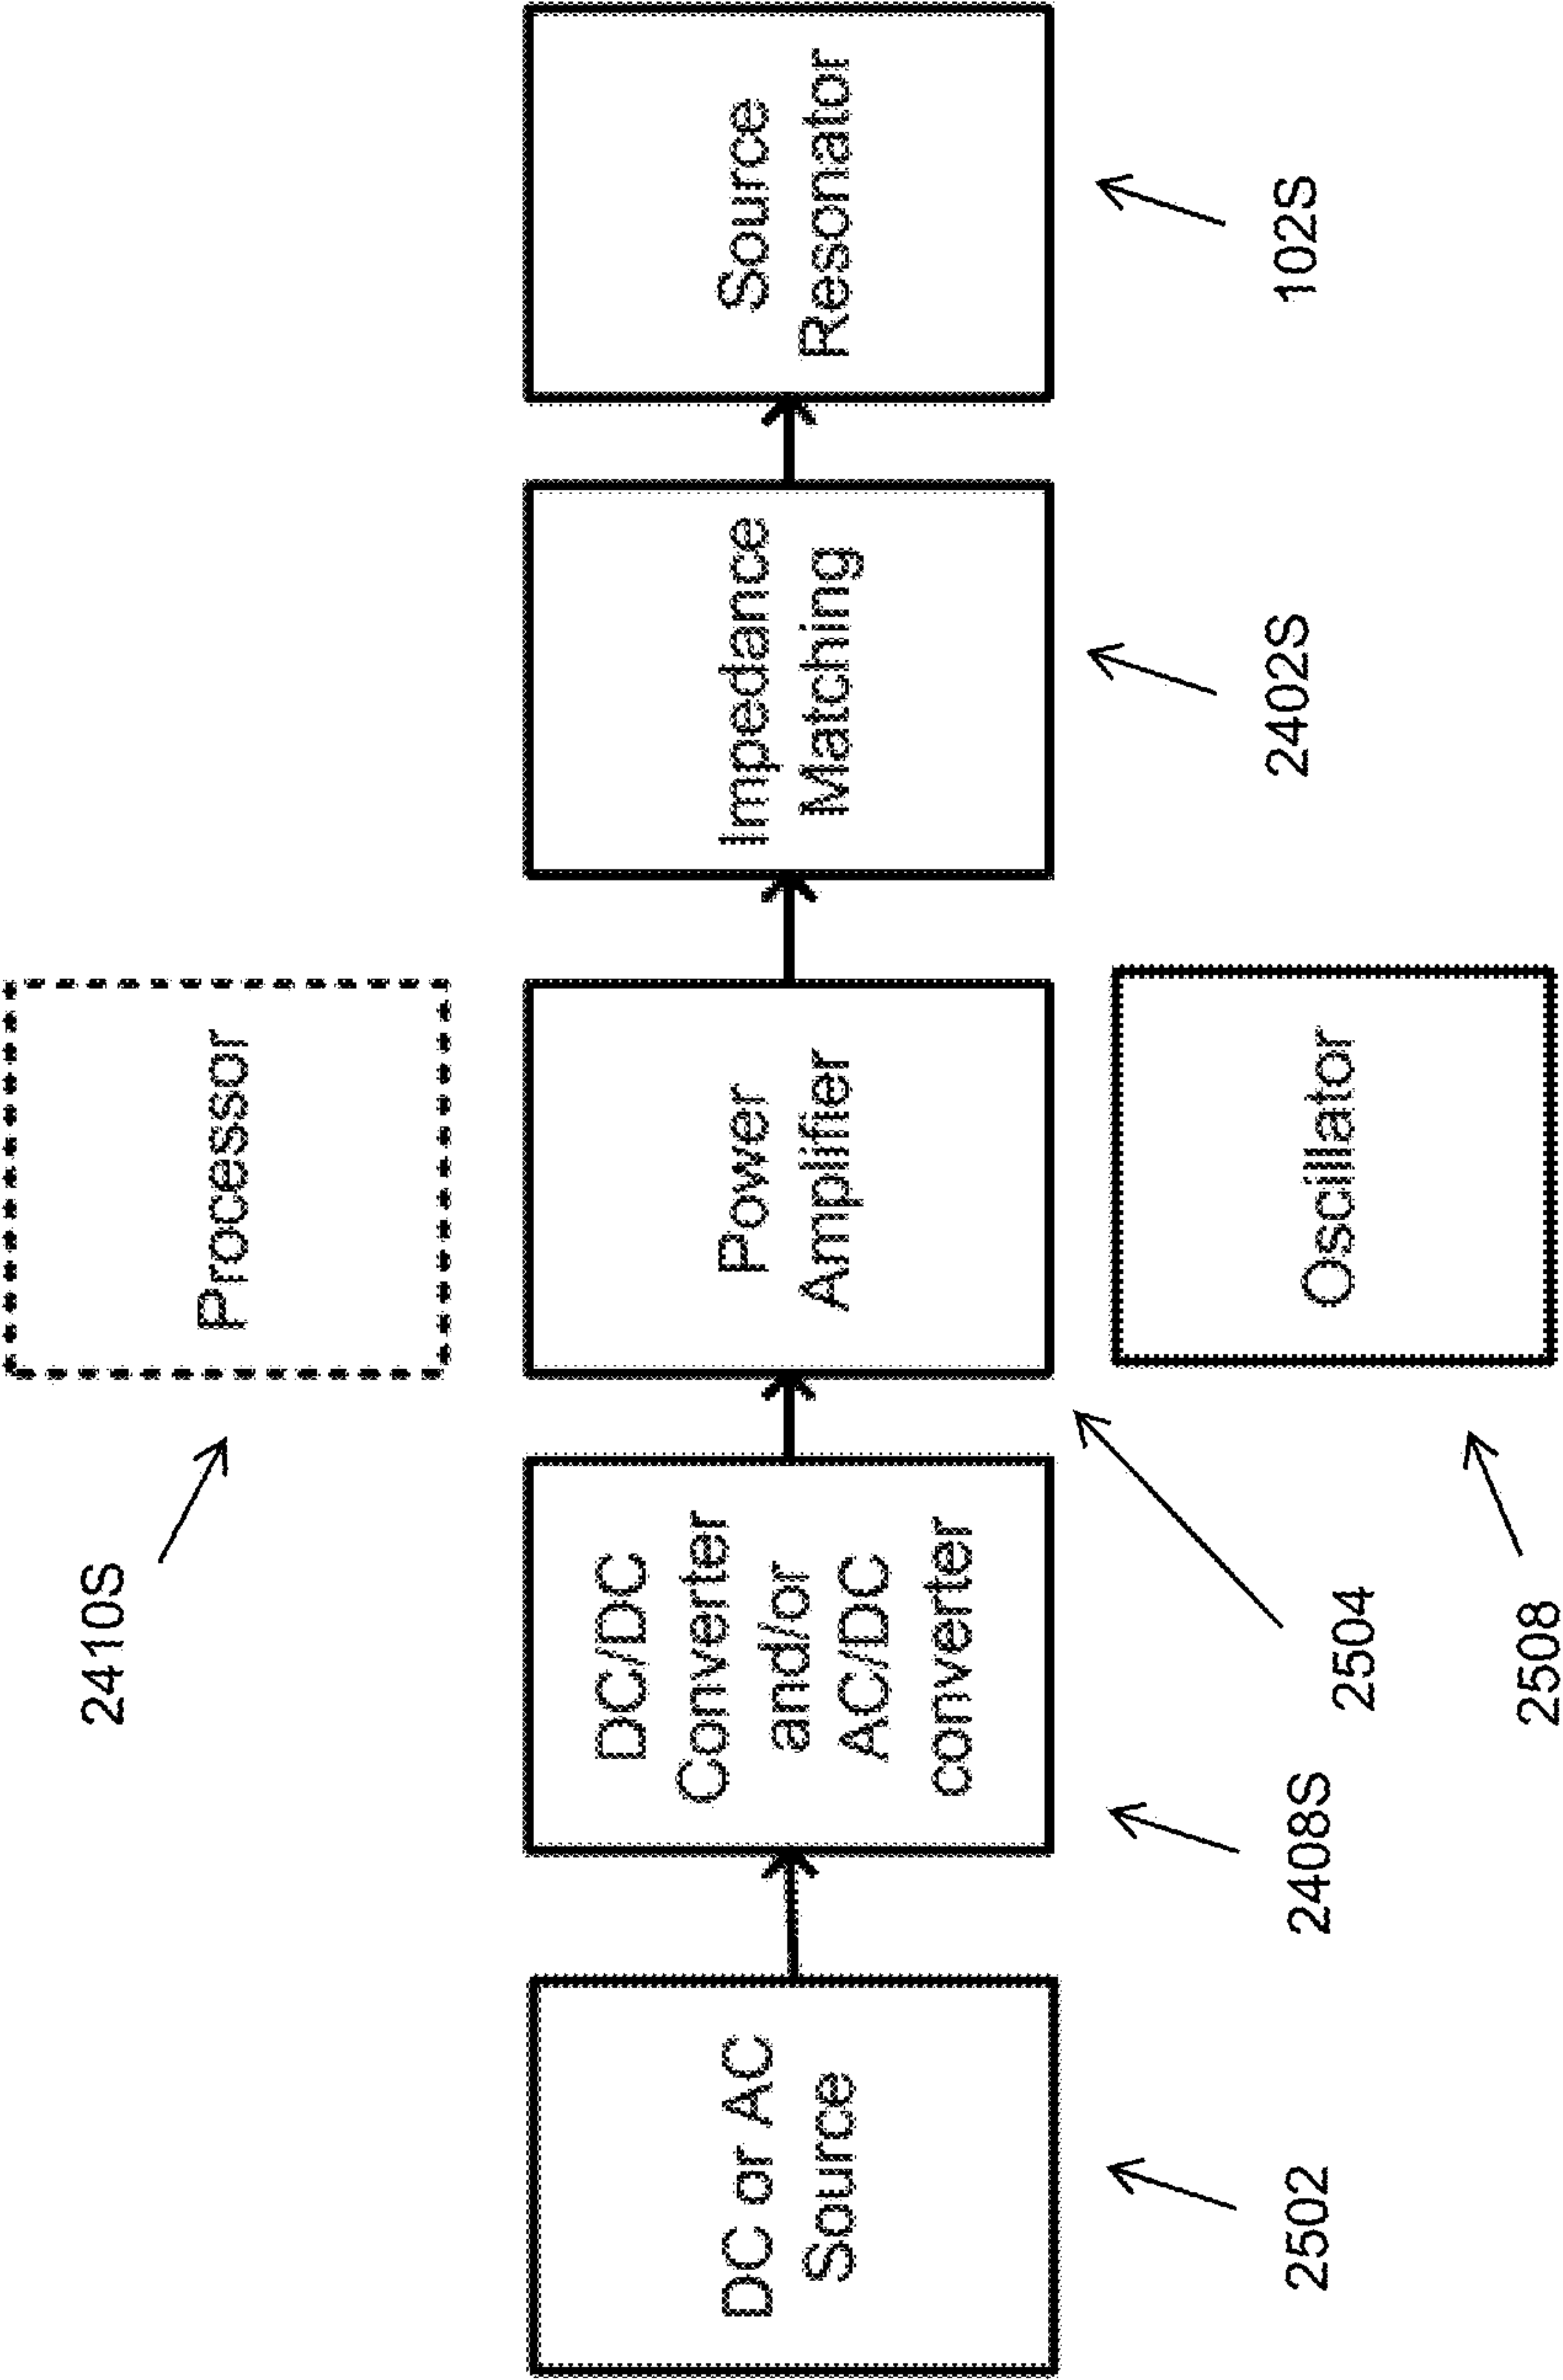 Processor
2410S
DC or AC
Source
2502
DC/DC
Converter
and/or
AC/DC
converter
2408S
Power
Amplifier
2504
Impedance
Matching
2402S
Source
Resonator
102S
Oscillator
2508